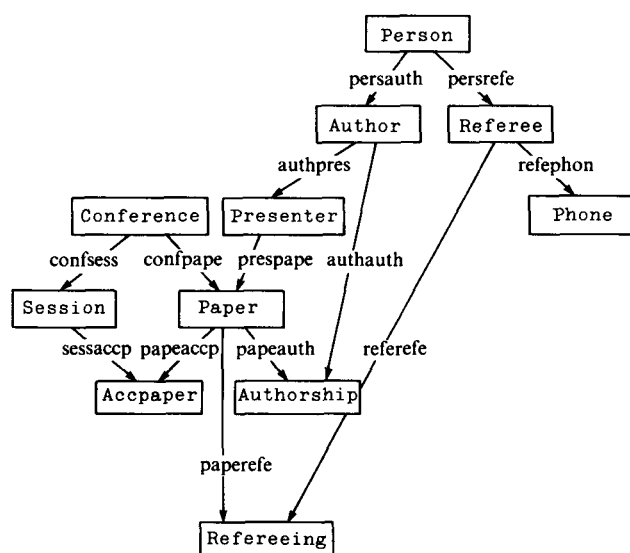 Person
persauth persrefe
Author Referee
authpres refephon
Conference Presenter Phone
confsess confpape prespape authauth
Session Paper
sessaccp papeaccp papeauth referefe
Accpaper Authorship
paperefe
Refereeing